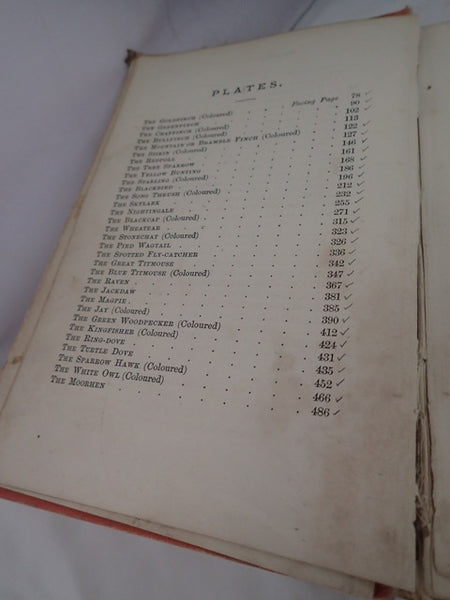 PLATES.
Facing Page
THE GOLDFINCH (Coloured) 78
THE GREENFINCH 90
THE CHAFFINCH (Coloured) 102
THE BULLFINCH (Coloured) 113
THE MOUNTAIN OR BRAMBLE FINCH (Coloured) 122
THE SISKIN (Coloured) 127
THE REDPOLL 146
THE TREE SPARROW 161
THE YELLOW BUNTING 168
THE STARLING (Coloured) 186
THE BLACKBIRD 196
THE SONG THRUSH (Coloured) 212
THE SKYLARK 232
THE NIGHTINGALE 255
THE BLACKCAP (Coloured) 271
THE WHEATEAR 315
THE STONECHAT (Coloured) 323
THE PIED WAGTAIL 326
THE SPOTTED FLY-CATCHER 336
THE GREAT TITMOUSE 342
THE BLUE TITMOUSE (Coloured) 347
THE RAVEN 367
THE JACKDAW 381
THE MAGPIE 385
THE JAY (Coloured) 390
THE GREEN WOODPECKER (Coloured) 412
THE KINGFISHER (Coloured) 424
THE RING-DOVE 431
THE TURTLE DOVE 435
THE SPARROW HAWK (Coloured) 452
THE WHITE OWL (Coloured) 466
THE MOORHEN 486